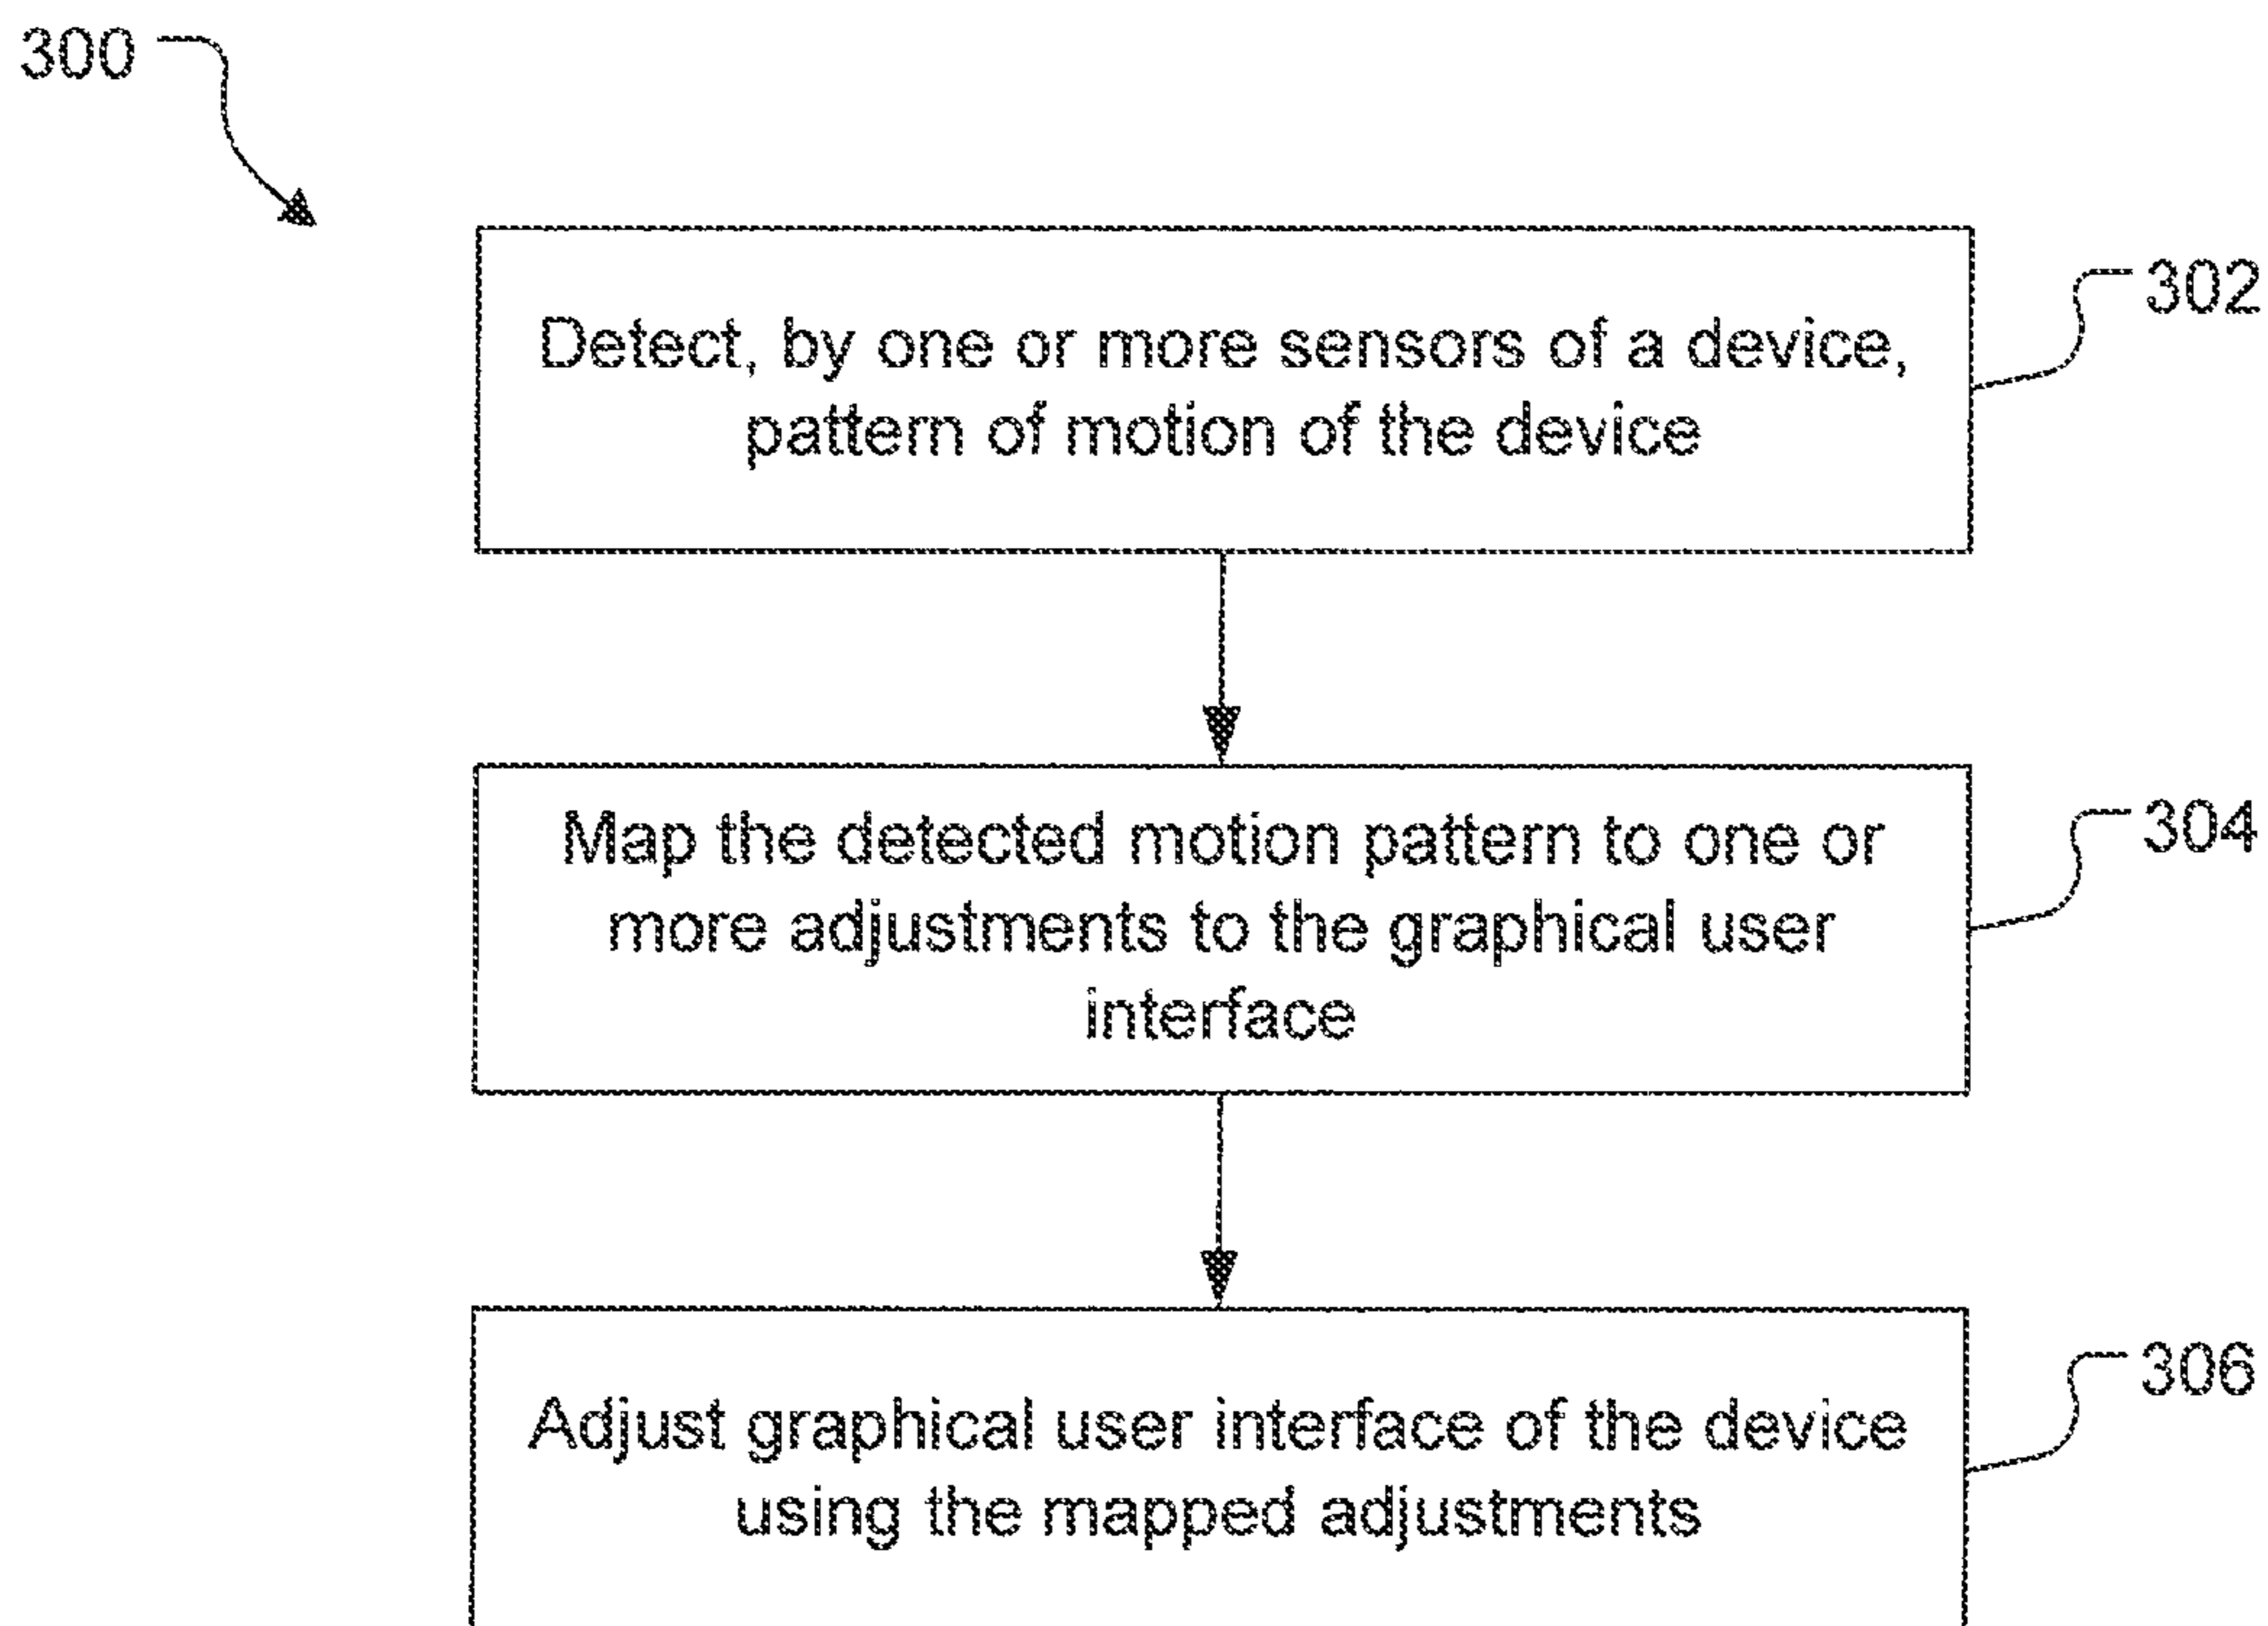 300
302
Detect, by one or more sensors of a device,
pattern of motion of the device
304
Map the detected motion pattern to one or
more adjustments to the graphical user
interface
306
Adjust graphical user interface of the device
using the mapped adjustments